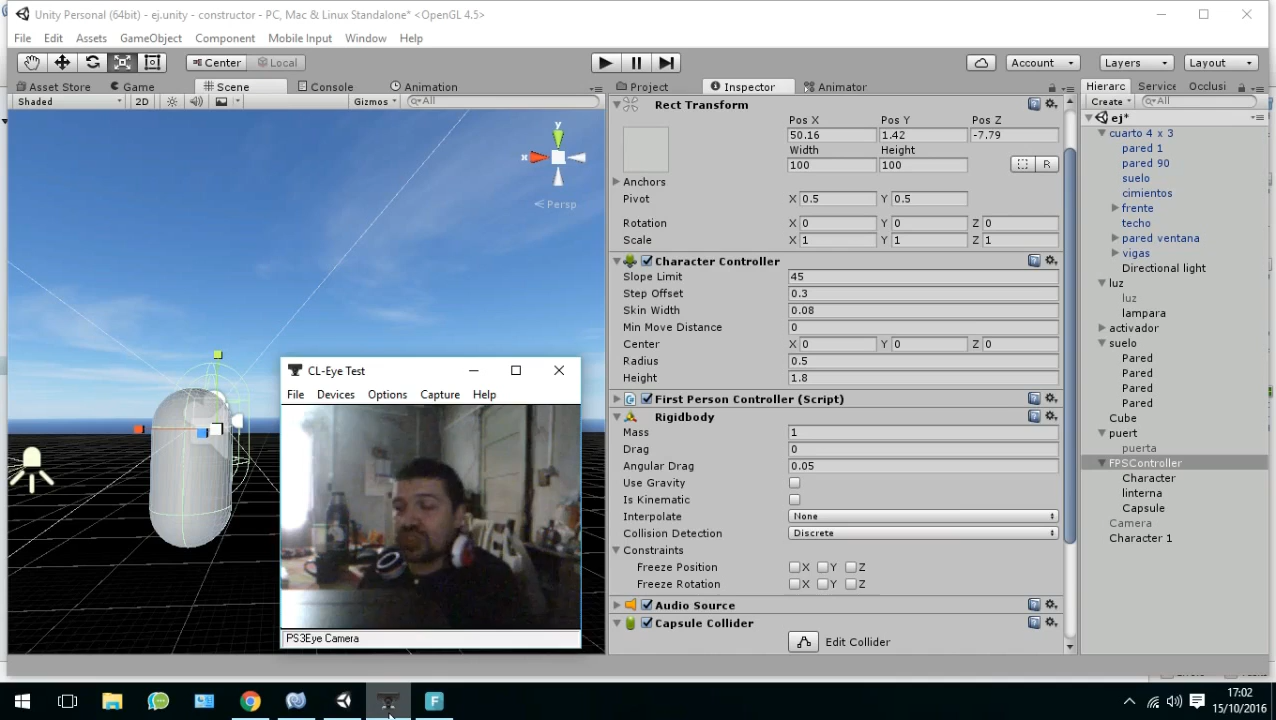 Unity Personal (64bit) - ej.unity - constructor - PC, Mac & Linux Standalone* <OpenGL 4.5>
File Edit Assets GameObject Component Mobile Input Window Help
Center Local Account Layers Layout
Asset Store Game Scene Console Animation Project Inspector Animator Hierarc Service Occlusi
Shaded 2D Gizmos All Create All
Rect Transform
ej*
Pos X Pos Y Pos Z
50.16 1.42 -7.79
Width Height
100 100 R
Anchors
Pivot X 0.5 Y 0.5
Rotation X 0 Y 0 Z 0
Scale X 1 Y 1 Z 1
Character Controller
Slope Limit 45
Step Offset 0.3
Skin Width 0.08
Min Move Distance 0
Center X 0 Y 0 Z 0
Radius 0.5
Height 1.8
First Person Controller (Script)
Rigidbody
Mass 1
Drag 0
Angular Drag 0.05
Use Gravity
Is Kinematic
Interpolate None
Collision Detection Discrete
Constraints
Freeze Position X Y Z
Freeze Rotation X Y Z
Audio Source
Capsule Collider
Edit Collider
cuarto 4 x 3
pared 1
pared 90
suelo
cimientos
frente
techo
pared ventana
vigas
Directional light
luz
luz
lampara
activador
suelo
Pared
Pared
Pared
Pared
Cube
puert
puerta
FPSController
Character
linterna
Capsule
Camera
Character 1
y
x
Persp
CL-Eye Test
File Devices Options Capture Help
PS3Eye Camera
F
17:02
15/10/2016